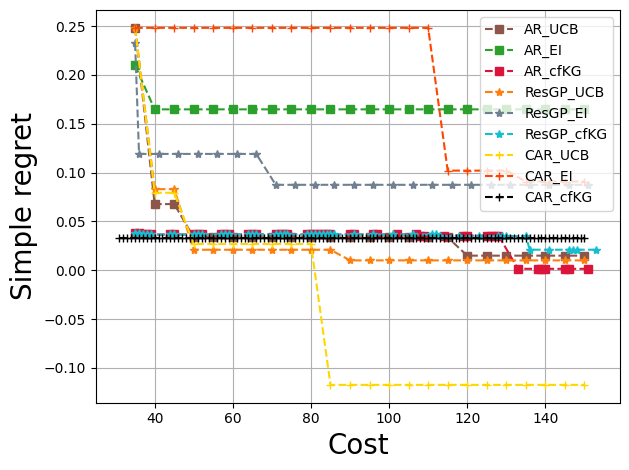 0.25
0.20
0.15
0.10
0.05
0.00
−0.05
−0.10
Simple regret
40
60
80
100
120
140
Cost
AR_UCB
AR_EI
AR_cfKG
ResGP_UCB
ResGP_EI
ResGP_cfKG
CAR_UCB
CAR_EI
CAR_cfKG